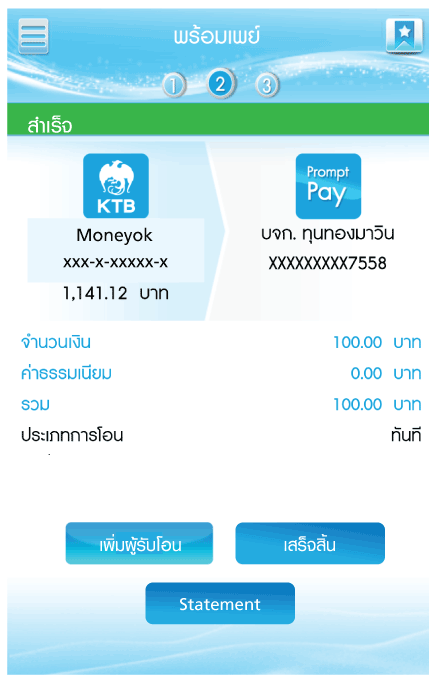 พร้อมเพย์
1 2 3
สำเร็จ
KTB
Prompt
Pay
Moneyok
xxx-x-xxxxx-x
1,141.12 บาท
บจก. ทุนทองมาวิน
XXXXXXXXX7558
จำนวนเงิน 100.00 บาท
ค่าธรรมเนียม 0.00 บาท
รวม 100.00 บาท
ประเภทการโอน ทันที
เพิ่มผู้รับโอน เสร็จสิ้น
Statement